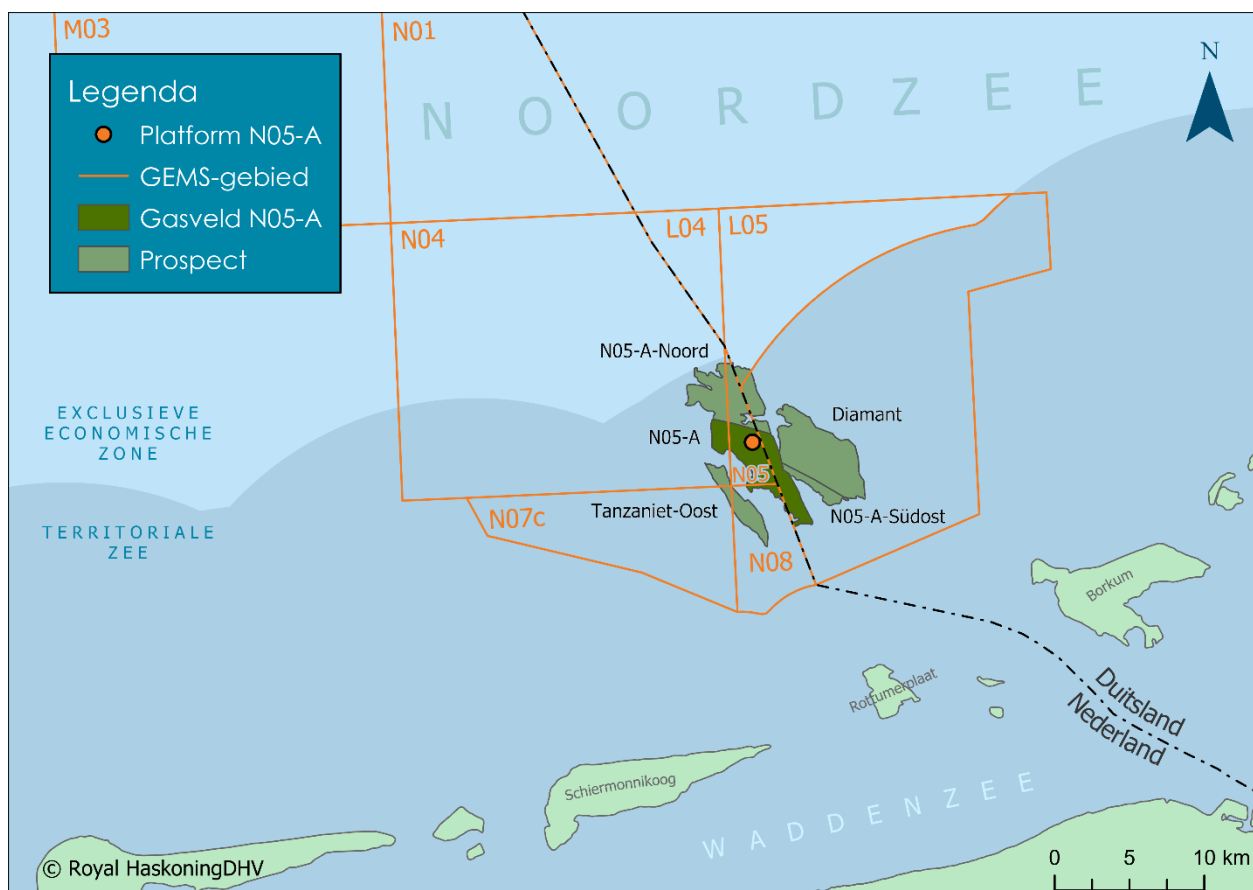 M03
N01
N
NOORDZEE
Legenda
Platform N05-A
GEMS-gebied
Gasveld N05-A
Prospect
N04
L04
L05
N05-A-Noord
EXCLUSIEVE
ECONOMISCHE
ZONE
Diamant
N05-A
N05
Tanzaniet-Oost
N05-A-Südost
N07c
TERRITORIALE
ZEE
N08
Borkum
Rottumerplaat
Duitsland
Nederland
Schiermonnikoog
WADDENZEE
© Royal HaskoningDHV
0 5 10 km